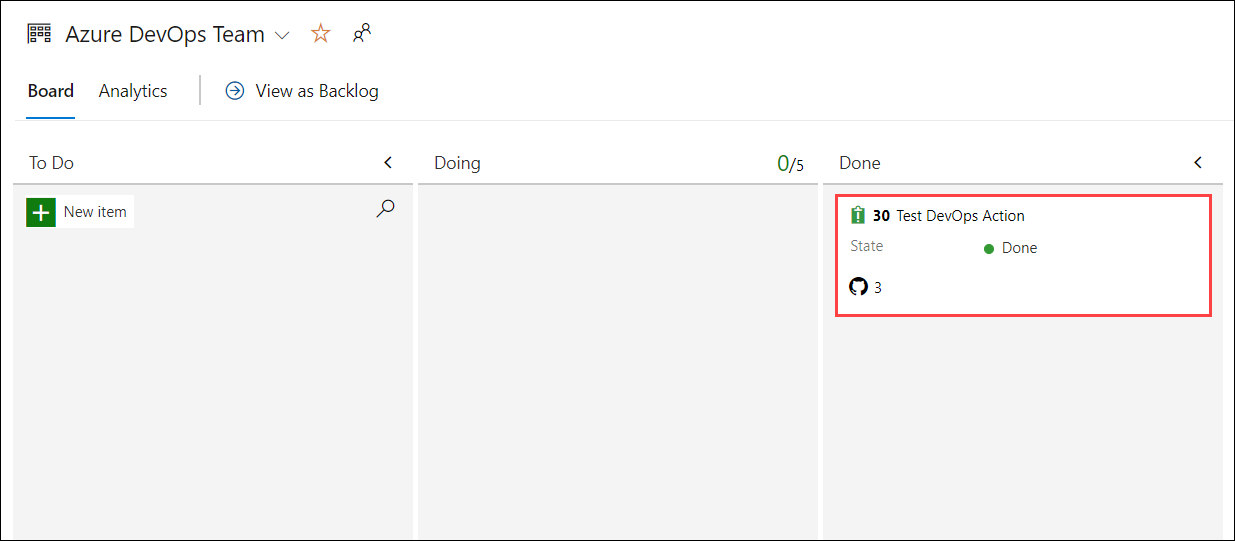 Azure DevOps Team
Board Analytics View as Backlog
To Do
Doing 0/5
Done
New item
30 Test DevOps Action
State Done
3